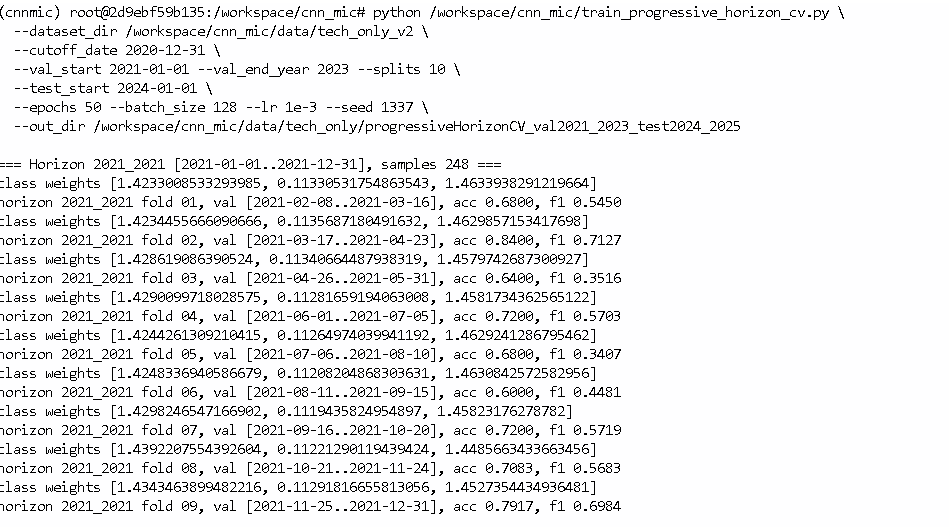 (cnnmic) root@2d9ebf59b135:/workspace/cnn_mic# python /workspace/cnn_mic/train_progressive_horizon_cv.py \
--dataset_dir /workspace/cnn_mic/data/tech_only_v2 \
--cutoff_date 2020-12-31 \
--val_start 2021-01-01 --val_end_year 2023 --splits 10 \
--test_start 2024-01-01 \
--epochs 50 --batch_size 128 --lr 1e-3 --seed 1337 \
--out_dir /workspace/cnn_mic/data/tech_only/progressiveHorizonCV_val2021_2023_test2024_2025
=== Horizon 2021_2021 [2021-01-01..2021-12-31], samples 248 ===
class weights [1.4233008533293985, 0.11330531754863543, 1.4633938291219664]
horizon 2021_2021 fold 01, val [2021-02-08..2021-03-16], acc 0.6800, f1 0.5450
class weights [1.4234455666090666, 0.1135687180491632, 1.4629857153417698]
horizon 2021_2021 fold 02, val [2021-03-17..2021-04-23], acc 0.8400, f1 0.7127
class weights [1.428619086390524, 0.11340664487938319, 1.4579742687300927]
horizon 2021_2021 fold 03, val [2021-04-26..2021-05-31], acc 0.6400, f1 0.3516
class weights [1.4290099718028575, 0.11281659194063008, 1.4581734362565122]
horizon 2021_2021 fold 04, val [2021-06-01..2021-07-05], acc 0.7200, f1 0.5703
class weights [1.4244261309210415, 0.11264974039941192, 1.4629241286795462]
horizon 2021_2021 fold 05, val [2021-07-06..2021-08-10], acc 0.6800, f1 0.3407
class weights [1.4248336940586679, 0.11208204868303631, 1.4630842572582956]
horizon 2021_2021 fold 06, val [2021-08-11..2021-09-15], acc 0.6000, f1 0.4481
class weights [1.4298246547166902, 0.1119435824954897, 1.45823176278782]
horizon 2021_2021 fold 07, val [2021-09-16..2021-10-20], acc 0.7200, f1 0.5719
class weights [1.4392207554392604, 0.11221290119439424, 1.4485663433663456]
horizon 2021_2021 fold 08, val [2021-10-21..2021-11-24], acc 0.7083, f1 0.5683
class weights [1.4343463899482216, 0.11291816655813056, 1.4527354434936481]
horizon 2021_2021 fold 09, val [2021-11-25..2021-12-31], acc 0.7917, f1 0.6984